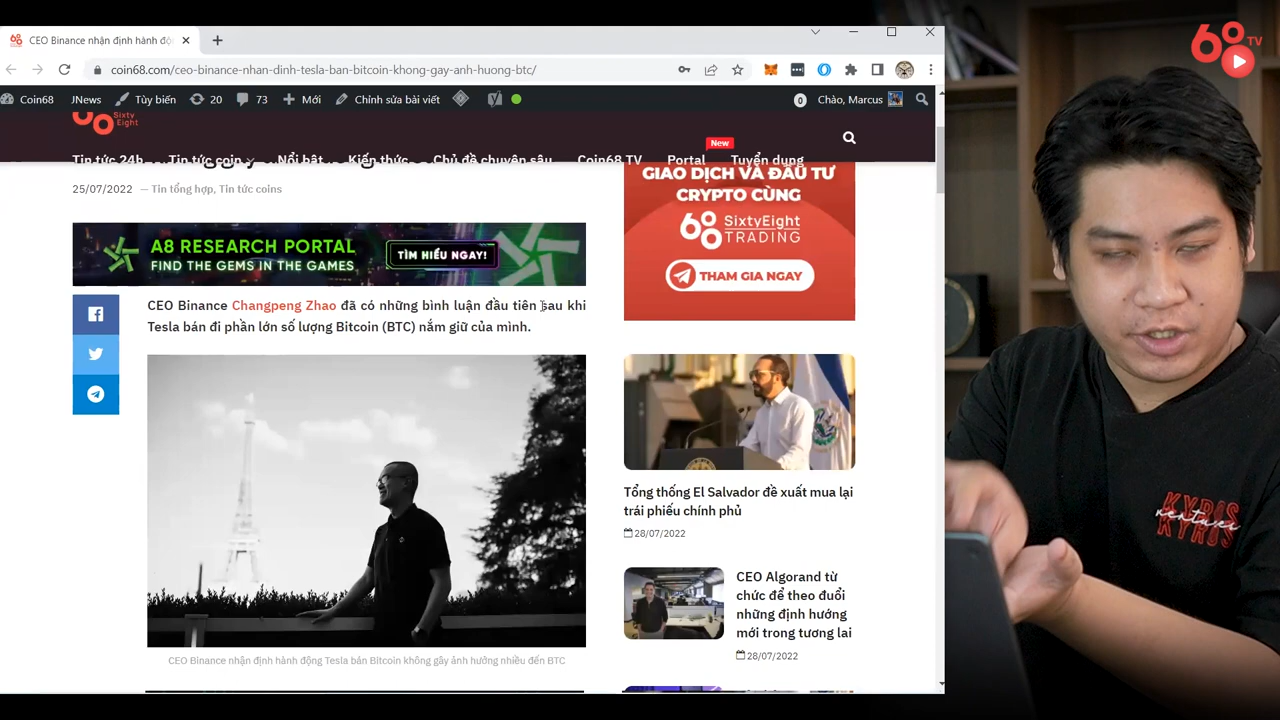 CEO Binance nhận định hành độ
coin68.com/ceo-binance-nhan-dinh-tesla-ban-bitcoin-khong-gay-anh-huong-btc/
Coin68 JNews Tùy biến 20 73 Mới Chỉnh sửa bài viết 0 Chào, Marcus
Sixty
Eight
New
Tin tức 24h Tin tức coin Nổi bật Kiến thức Chủ đề chuyên sâu Coin68 TV Portal Tuyển dụng
25/07/2022 — Tin tổng hợp, Tin tức coins
A8 RESEARCH PORTAL
FIND THE GEMS IN THE GAMES
TÌM HIỂU NGAY!
CEO Binance Changpeng Zhao đã có những bình luận đầu tiên sau khi
Tesla bán đi phần lớn số lượng Bitcoin (BTC) nắm giữ của mình.
CEO Binance nhận định hành động Tesla bán Bitcoin không gây ảnh hưởng nhiều đến BTC
GIAO DỊCH VÀ ĐẦU TƯ
CRYPTO CÙNG
68 SixtyEight
TRADING
THAM GIA NGAY
Tổng thống El Salvador đề xuất mua lại
trái phiếu chính phủ
28/07/2022
CEO Algorand từ
chức để theo đuổi
những định hướng
mới trong tương lai
28/07/2022
68 TV
KYROS
ventures
KYROS